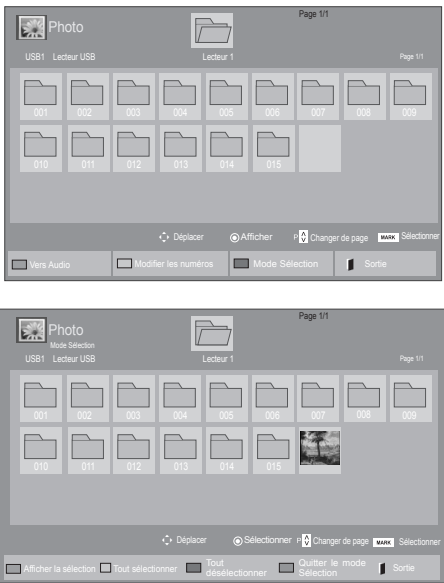 Page 1/1
Photo
USB1 Lecteur USB Lecteur 1 Page 1/1
001 002 003 004 005 006 007 008 009
010 011 012 013 014 015
Déplacer Afficher P Changer de page MARK Sélectionner
Vers Audio Modifier les numéros Mode Sélection Sortie
Page 1/1
Photo
Mode Sélection
USB1 Lecteur USB Lecteur 1 Page 1/1
001 002 003 004 005 006 007 008 009
010 011 012 013 014 015
Déplacer Sélectionner P Changer de page MARK Sélectionner
Afficher la sélection Tout sélectionner Tout désélectionner Quitter le mode Sélection Sortie